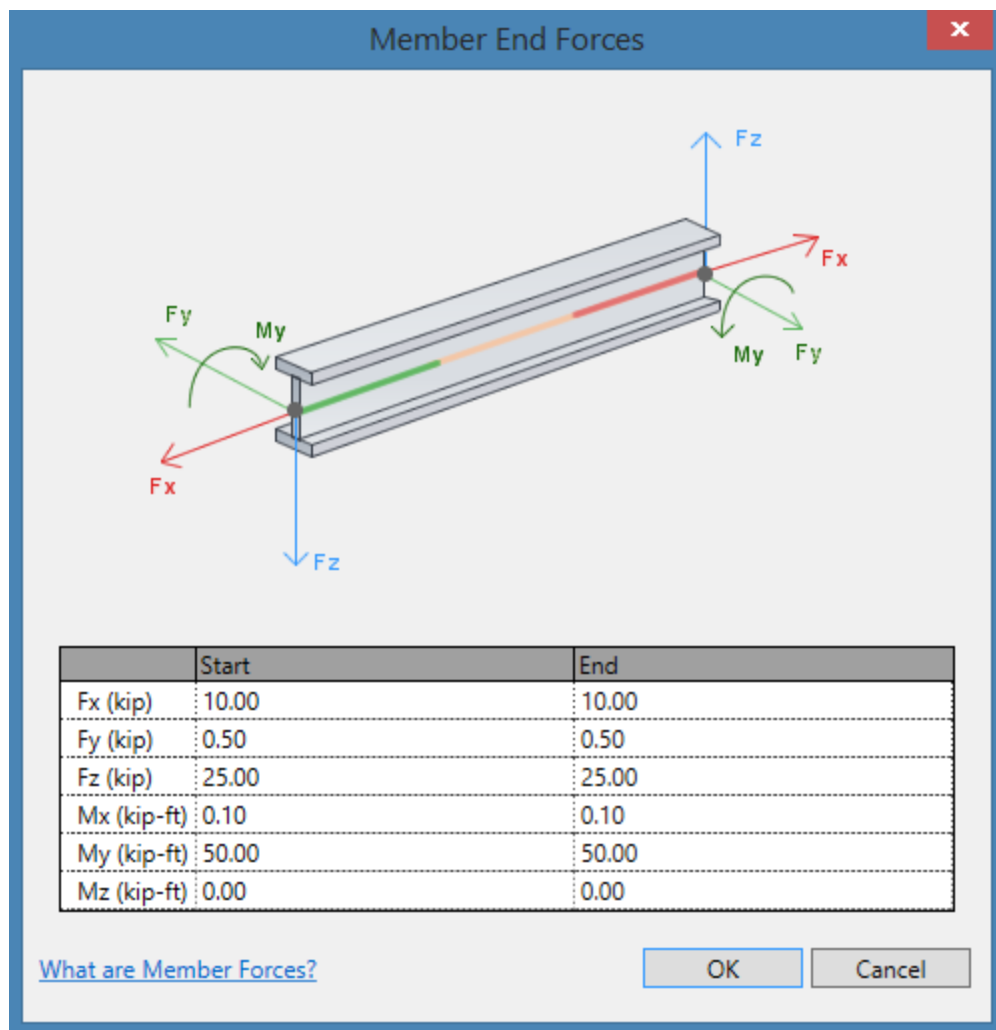 Member End Forces
x
Fz
Fx
Fy
My
My Fy
Fx
Fz
Start End
Fx (kip) 10.00 10.00
Fy (kip) 0.50 0.50
Fz (kip) 25.00 25.00
Mx (kip-ft) 0.10 0.10
My (kip-ft) 50.00 50.00
Mz (kip-ft) 0.00 0.00
What are Member Forces? OK Cancel